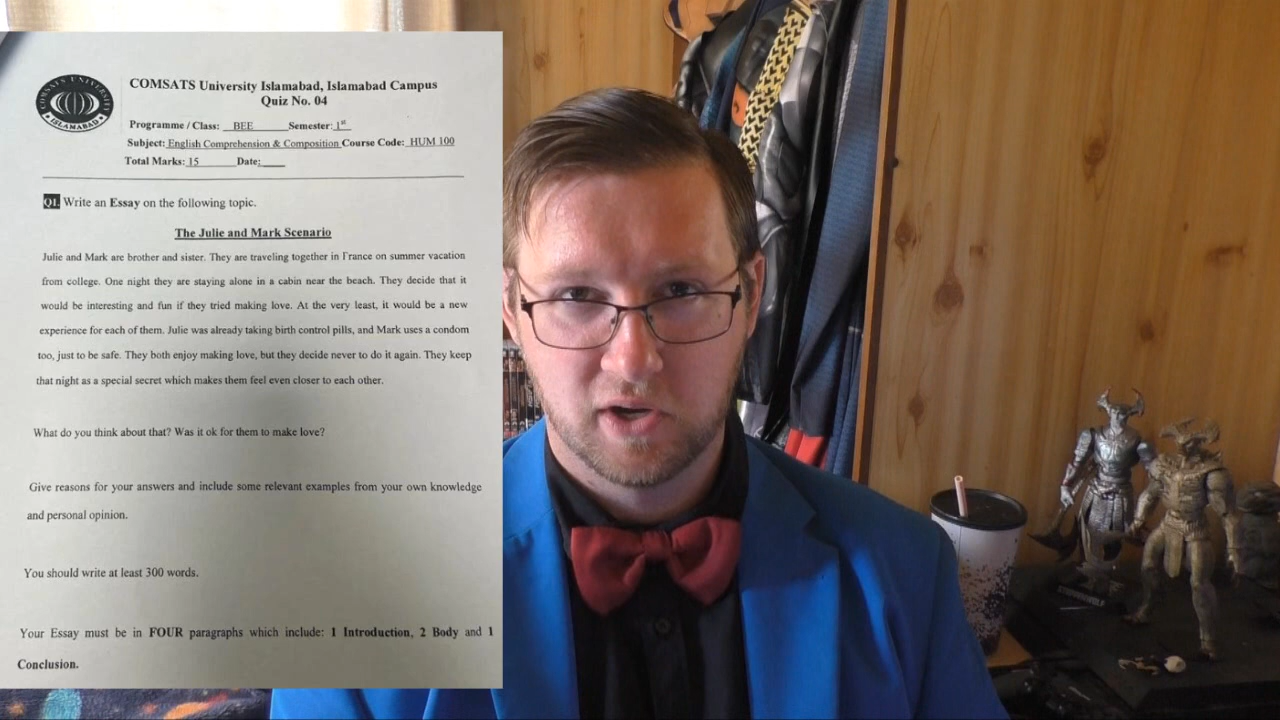 COMSATS UNIVERSITY
ISLAMABAD
COMSATS University Islamabad, Islamabad Campus
Quiz No. 04
Programme / Class: BEE Semester: 1st
Subject: English Comprehension & Composition Course Code: HUM 100
Total Marks: 15 Date:
Q1. Write an Essay on the following topic.
The Julie and Mark Scenario
Julie and Mark are brother and sister. They are traveling together in France on summer vacation
from college. One night they are staying alone in a cabin near the beach. They decide that it
would be interesting and fun if they tried making love. At the very least, it would be a new
experience for each of them. Julie was already taking birth control pills, and Mark uses a condom
too, just to be safe. They both enjoy making love, but they decide never to do it again. They keep
that night as a special secret which makes them feel even closer to each other.
What do you think about that? Was it ok for them to make love?
Give reasons for your answers and include some relevant examples from your own knowledge
and personal opinion.
You should write at least 300 words.
Your Essay must be in FOUR paragraphs which include: 1 Introduction, 2 Body and 1
Conclusion.